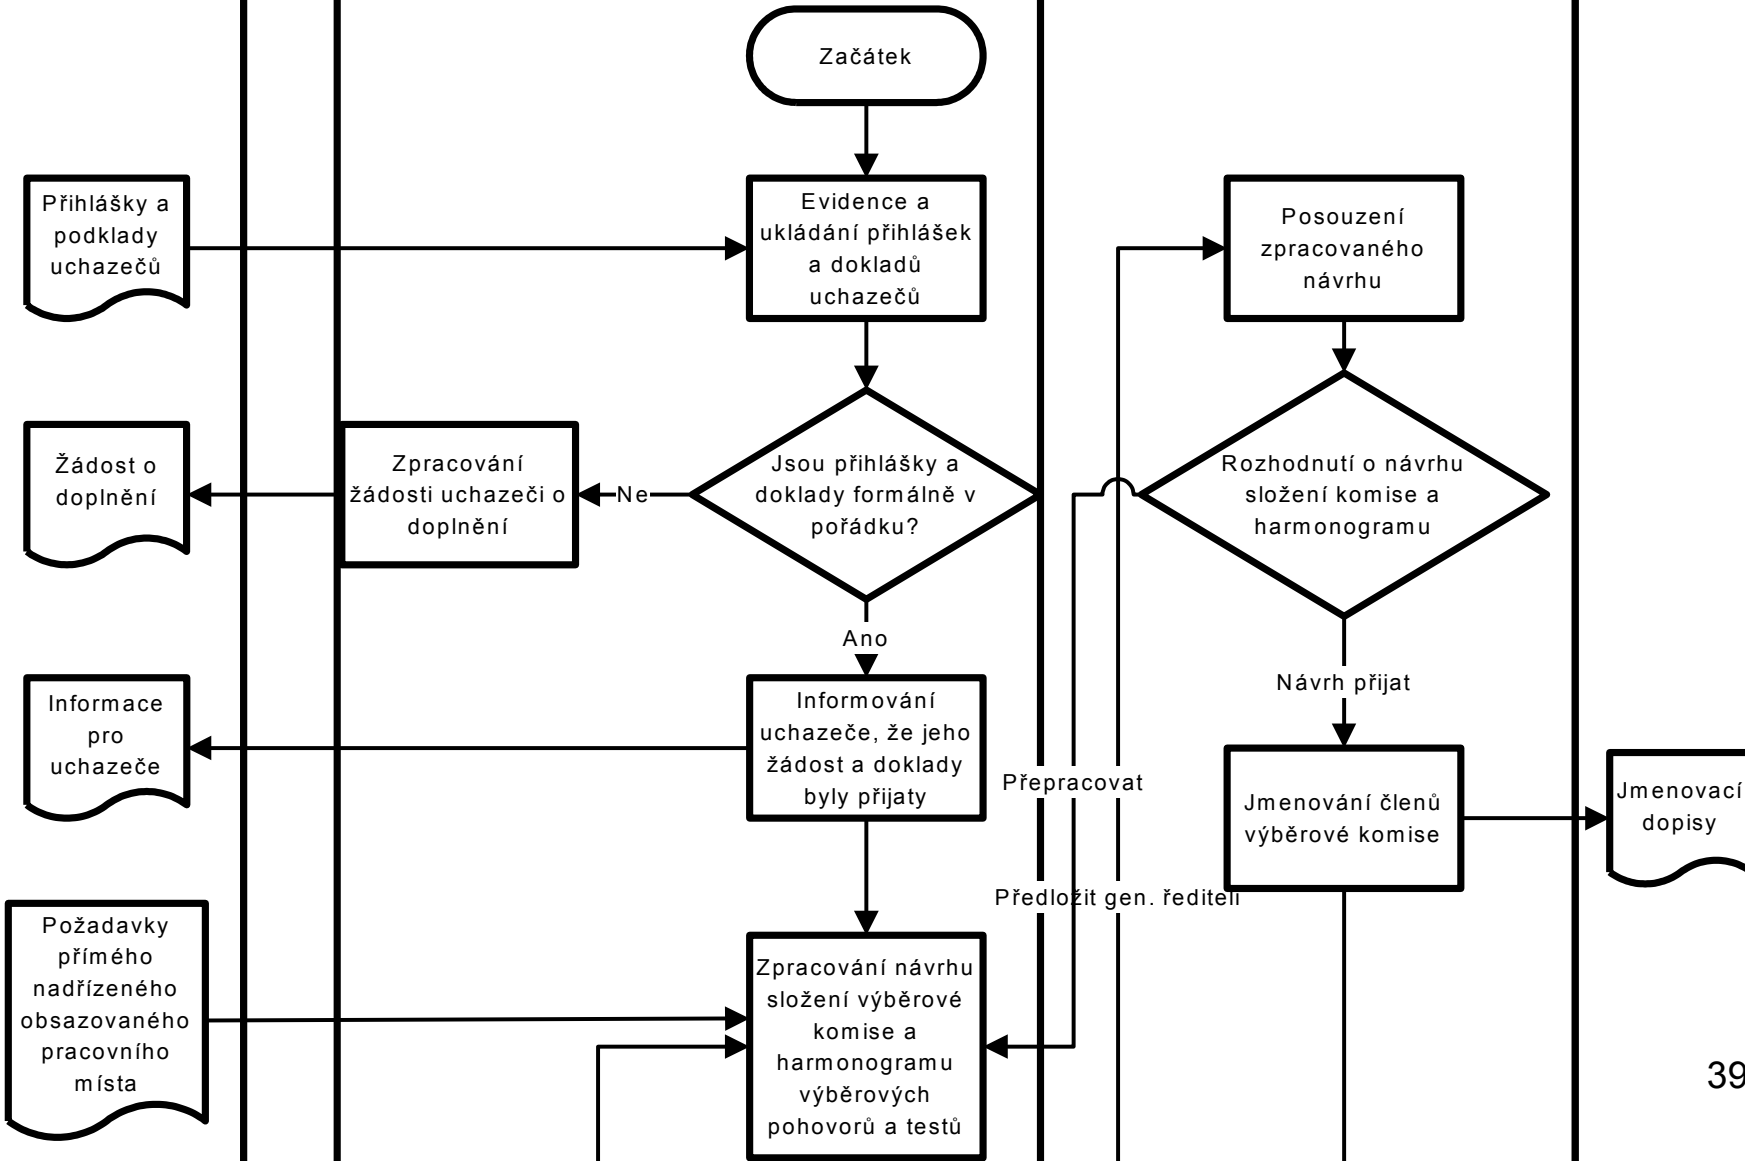 Začátek
Přihlášky a
podklady
uchazečů
Evidence a
ukládání přihlášek
a dokladů
uchazečů
Posouzení
zpracovaného
návrhu
Žádost o
doplnění
Zpracování
žádosti uchazeči o
doplnění
Ne
Jsou přihlášky a
doklady formálně v
pořádku?
Rozhodnutí o návrhu
složení komise a
harmonogramu
Ano
Návrh přijat
Informace
pro
uchazeče
Informování
uchazeče, že jeho
žádost a doklady
byly přijaty
Přepracovat
Jmenování členů
výběrové komise
Jmenovací
dopisy
Předložit gen. řediteli
Požadavky
přímého
nadřízeného
obsazovaného
pracovního
místa
Zpracování návrhu
složení výběrové
komise a
harmonogramu
výběrových
pohovorů a testů
39